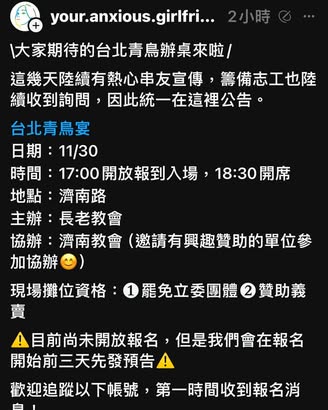 your.anxious.girlfri... 2小時
\大家期待的台北青鳥辦桌來啦/
這幾天陸續有熱心串友宣傳，籌備志工也陸
續收到詢問，因此統一在這裡公告。
台北青鳥宴
日期：11/30
時間：17:00開放報到入場，18:30開席
地點：濟南路
主辦：長老教會
協辦：濟南教會（邀請有興趣贊助的單位參
加協辦😊）
現場攤位資格：❶罷免立委團體❷贊助義
賣
⚠️目前尚未開放報名，但是我們會在報名
開始前三天先發預告⚠️
歡迎追蹤以下帳號，第一時間收到報名消
息！